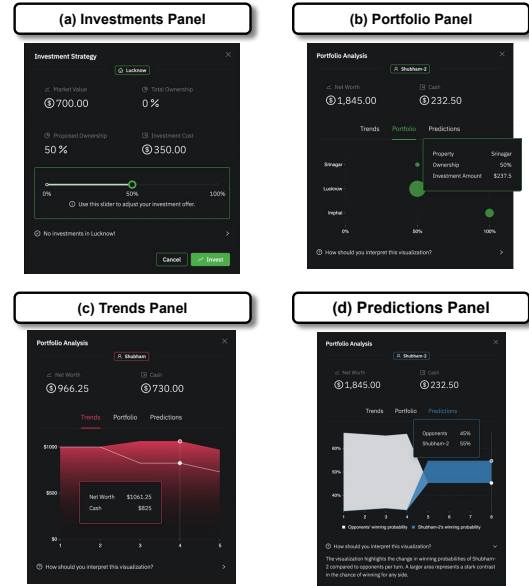 (a) Investments Panel
Investment Strategy
Lucknow
Market Value
Total Ownership
$700.00
0 %
Proposed Ownership
Investment Cost
50 %
$350.00
0%
50%
100%
Use this slider to adjust your investment offer.
No investments in Lucknow!
Cancel
Invest
(b) Portfolio Panel
Portfolio Analysis
Shubham-2
Net Worth
Cash
$1,845.00
$232.50
Trends
Portfolio
Predictions
Property Srinagar
Ownership 50%
Investment Amount $237.5
Srinagar
Lucknow
Imphal
0%
50%
100%
How should you interpret this visualization?
(c) Trends Panel
Portfolio Analysis
Shubham
Net Worth
Cash
$966.25
$730.00
Trends
Portfolio
Predictions
$1000
$500
$0
Net Worth $1061.25
Cash $825
1 2 3 4 5
How should you interpret this visualization?
(d) Predictions Panel
Portfolio Analysis
Shubham-2
Net Worth
Cash
$1,845.00
$232.50
Trends
Portfolio
Predictions
Opponents 45%
Shubham-2 55%
60%
50%
40%
1 2 3 4 5 6 7 8
Opponents' winning probability
Shubham-2's winning probability
How should you interpret this visualization?
The visualization highlights the change in winning probabilities of Shubham-
2 compared to opponents per turn. A larger area represents a stark contrast
in the chance of winning for any side.